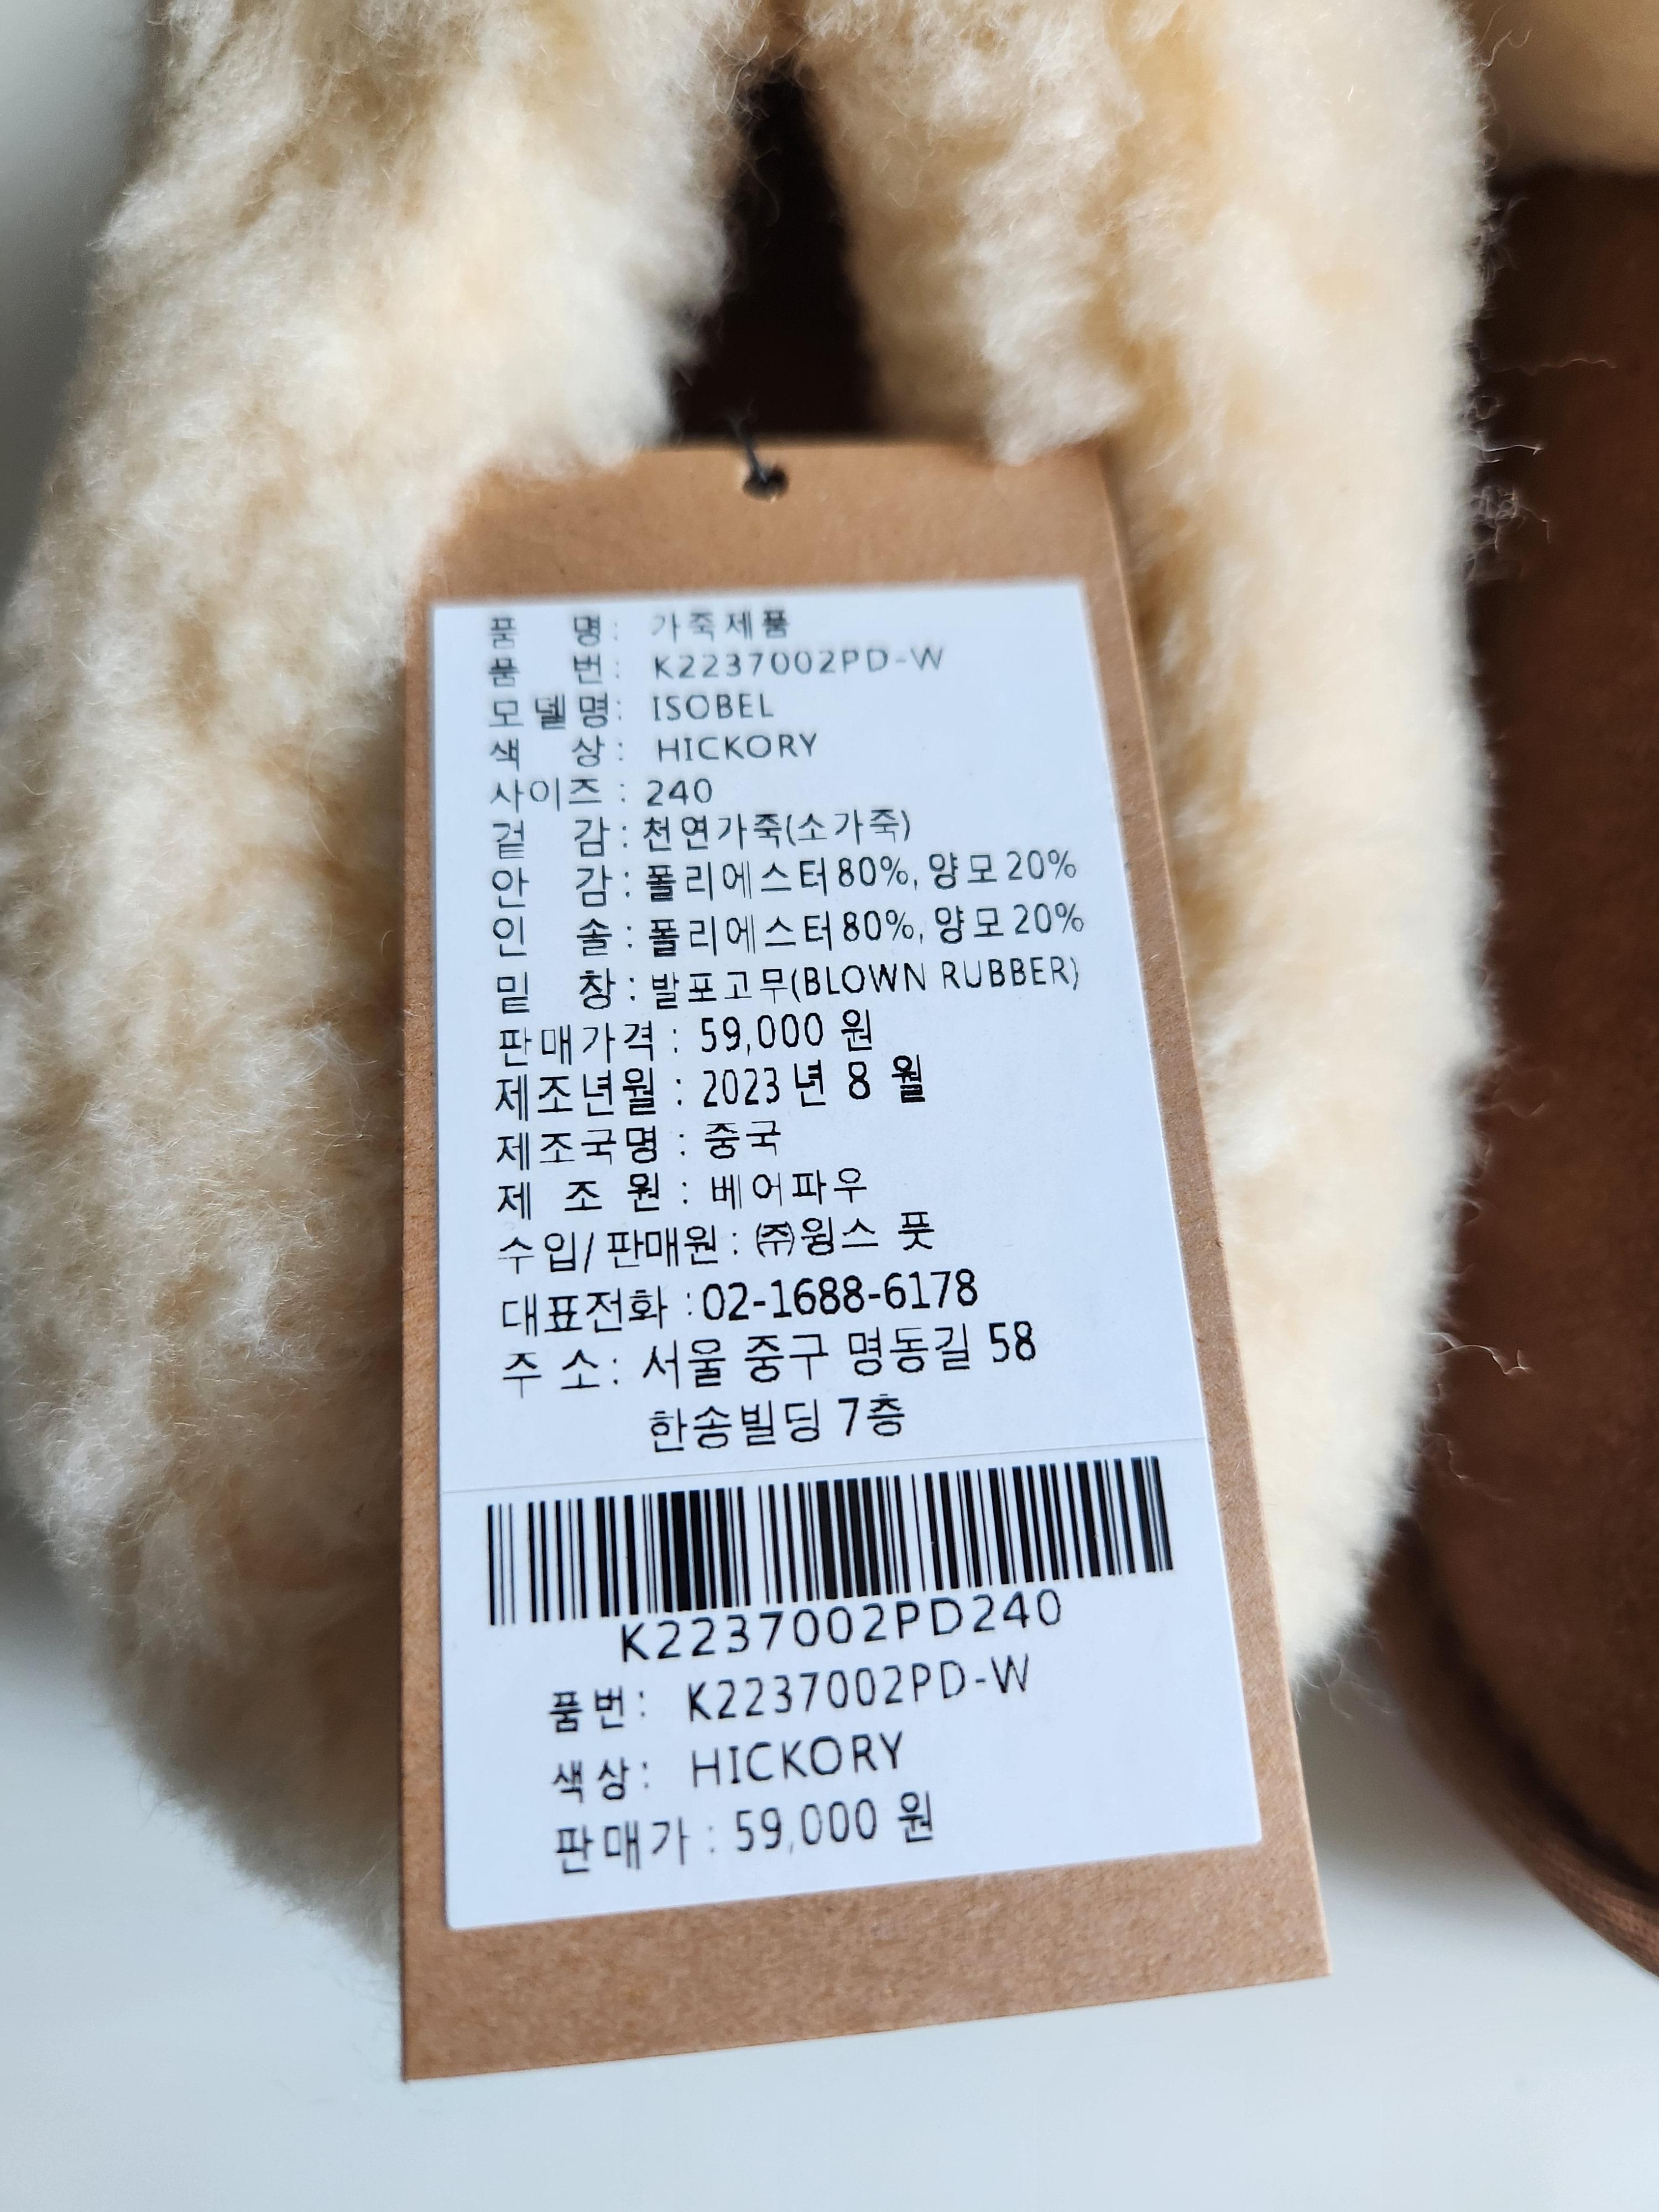 품 명: 가죽제품
품 번: K2237002PD-W
모델명: ISOBEL
색 상: HICKORY
사이즈: 240
겉 감: 천연가죽(소가죽)
안 감: 폴리에스터80%, 양모20%
인 솔: 폴리에스터80%, 양모20%
밑 창: 발포고무(BLOWN RUBBER)
판매가격: 59,000 원
제조년월: 2023년 8 월
제조국명: 중국
제 조 원: 베어파우
수입/판매원: ㈜윙스 풋
대표전화:02-1688-6178
주 소: 서울 중구 명동길 58
한송빌딩 7층
K2237002PD240
품번: K2237002PD-W
색상: HICKORY
판매가: 59,000 원